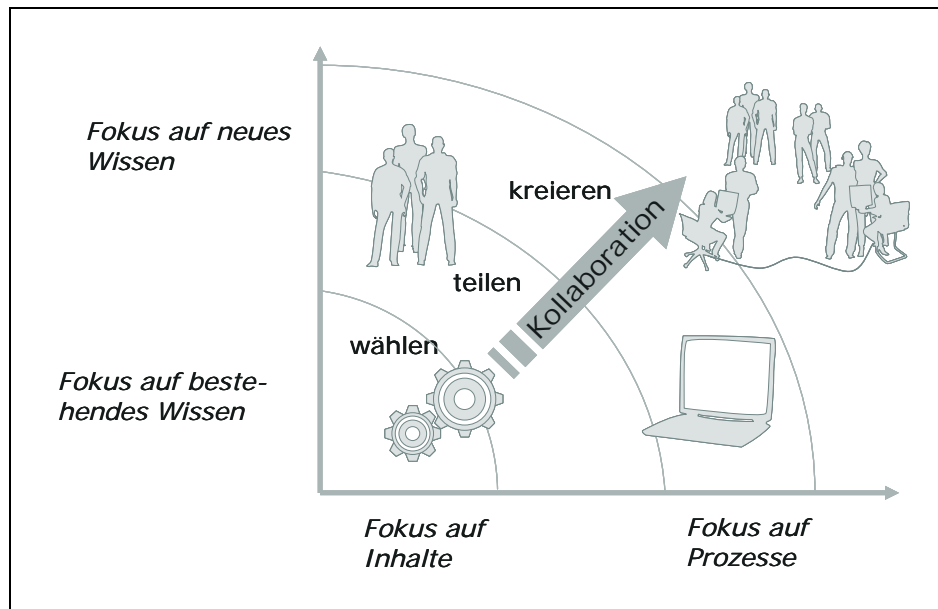 Fokus auf neues
Wissen
kreieren
Kollaboration
teilen
wählen
Fokus auf beste-
hendes Wissen
Fokus auf
Inhalte
Fokus auf
Prozesse